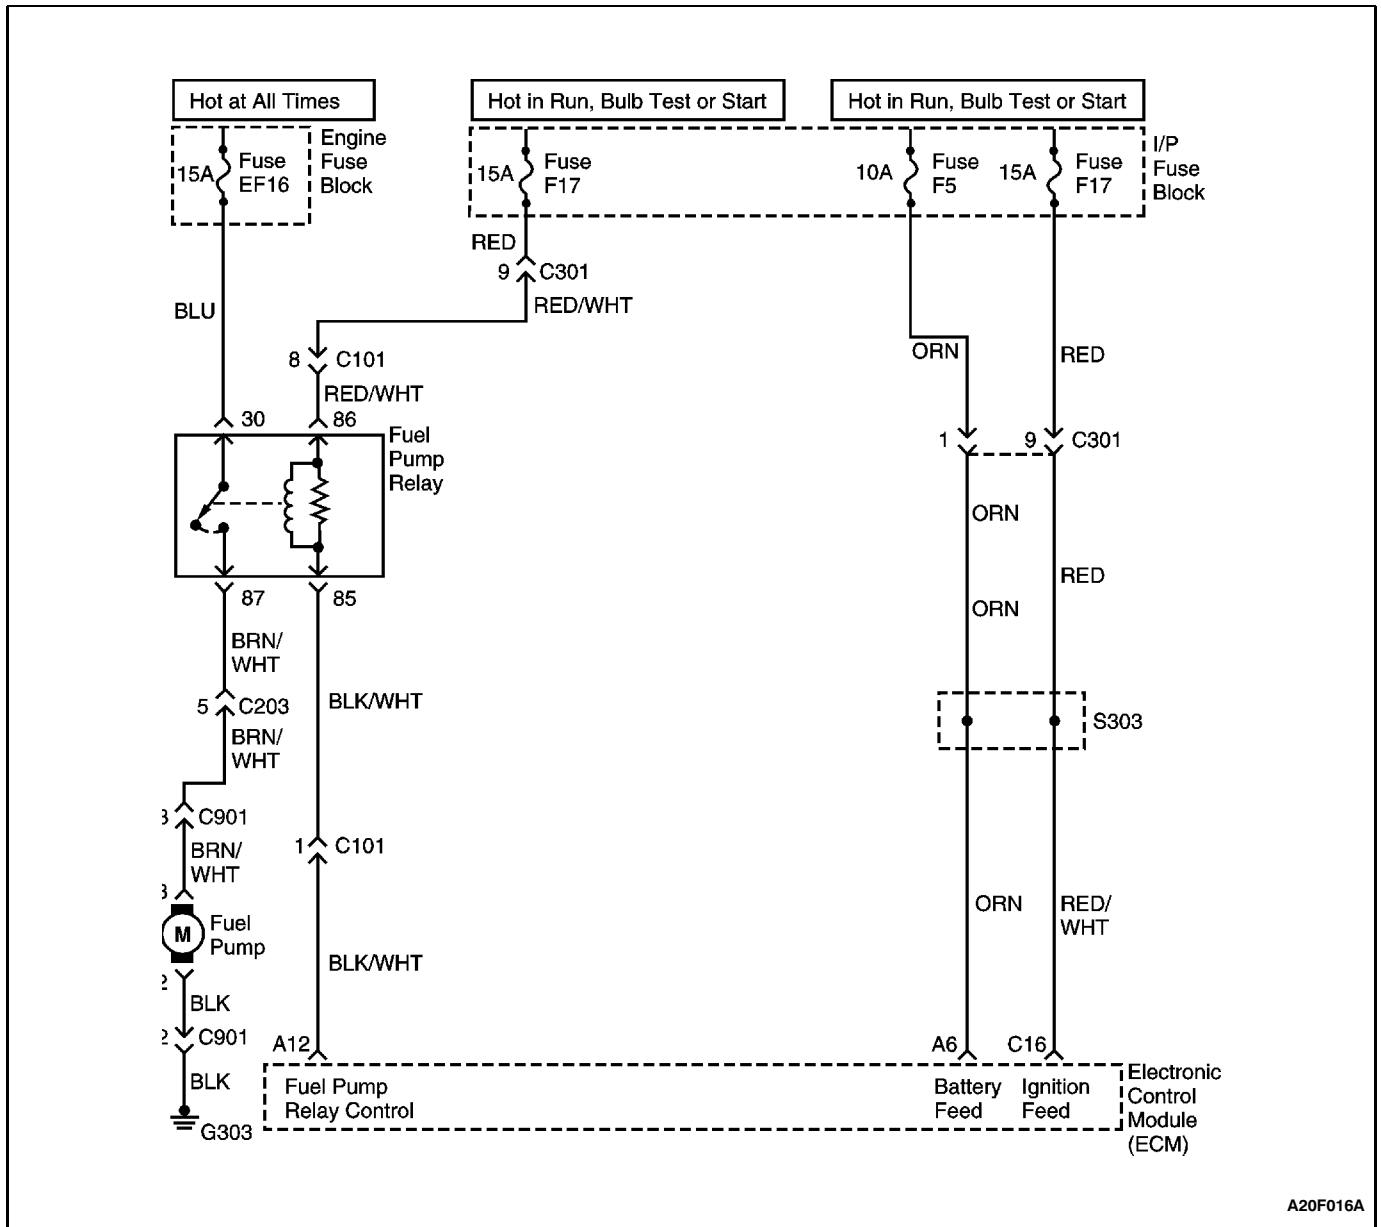 Hot at All Times
Hot in Run, Bulb Test or Start
Hot in Run, Bulb Test or Start
15A
Fuse
EF16
Engine
Fuse
Block
15A
Fuse
F17
10A
Fuse
F5
15A
Fuse
F17
I/P
Fuse
Block
RED
9
C301
RED/WHT
BLU
8
C101
RED/WHT
ORN
RED
30
86
Fuel
Pump
Relay
1
9
C301
ORN
RED
ORN
87
85
BRN/
WHT
5
C203
BLK/WHT
BRN/
WHT
S303
3
C901
BRN/
WHT
1
C101
3
M
Fuel
Pump
ORN
RED/
WHT
2
BLK
BLK/WHT
2
C901
BLK
G303
A12
A6
C16
Fuel Pump
Relay Control
Battery
Feed
Ignition
Feed
Electronic
Control
Module
(ECM)
A20F016A